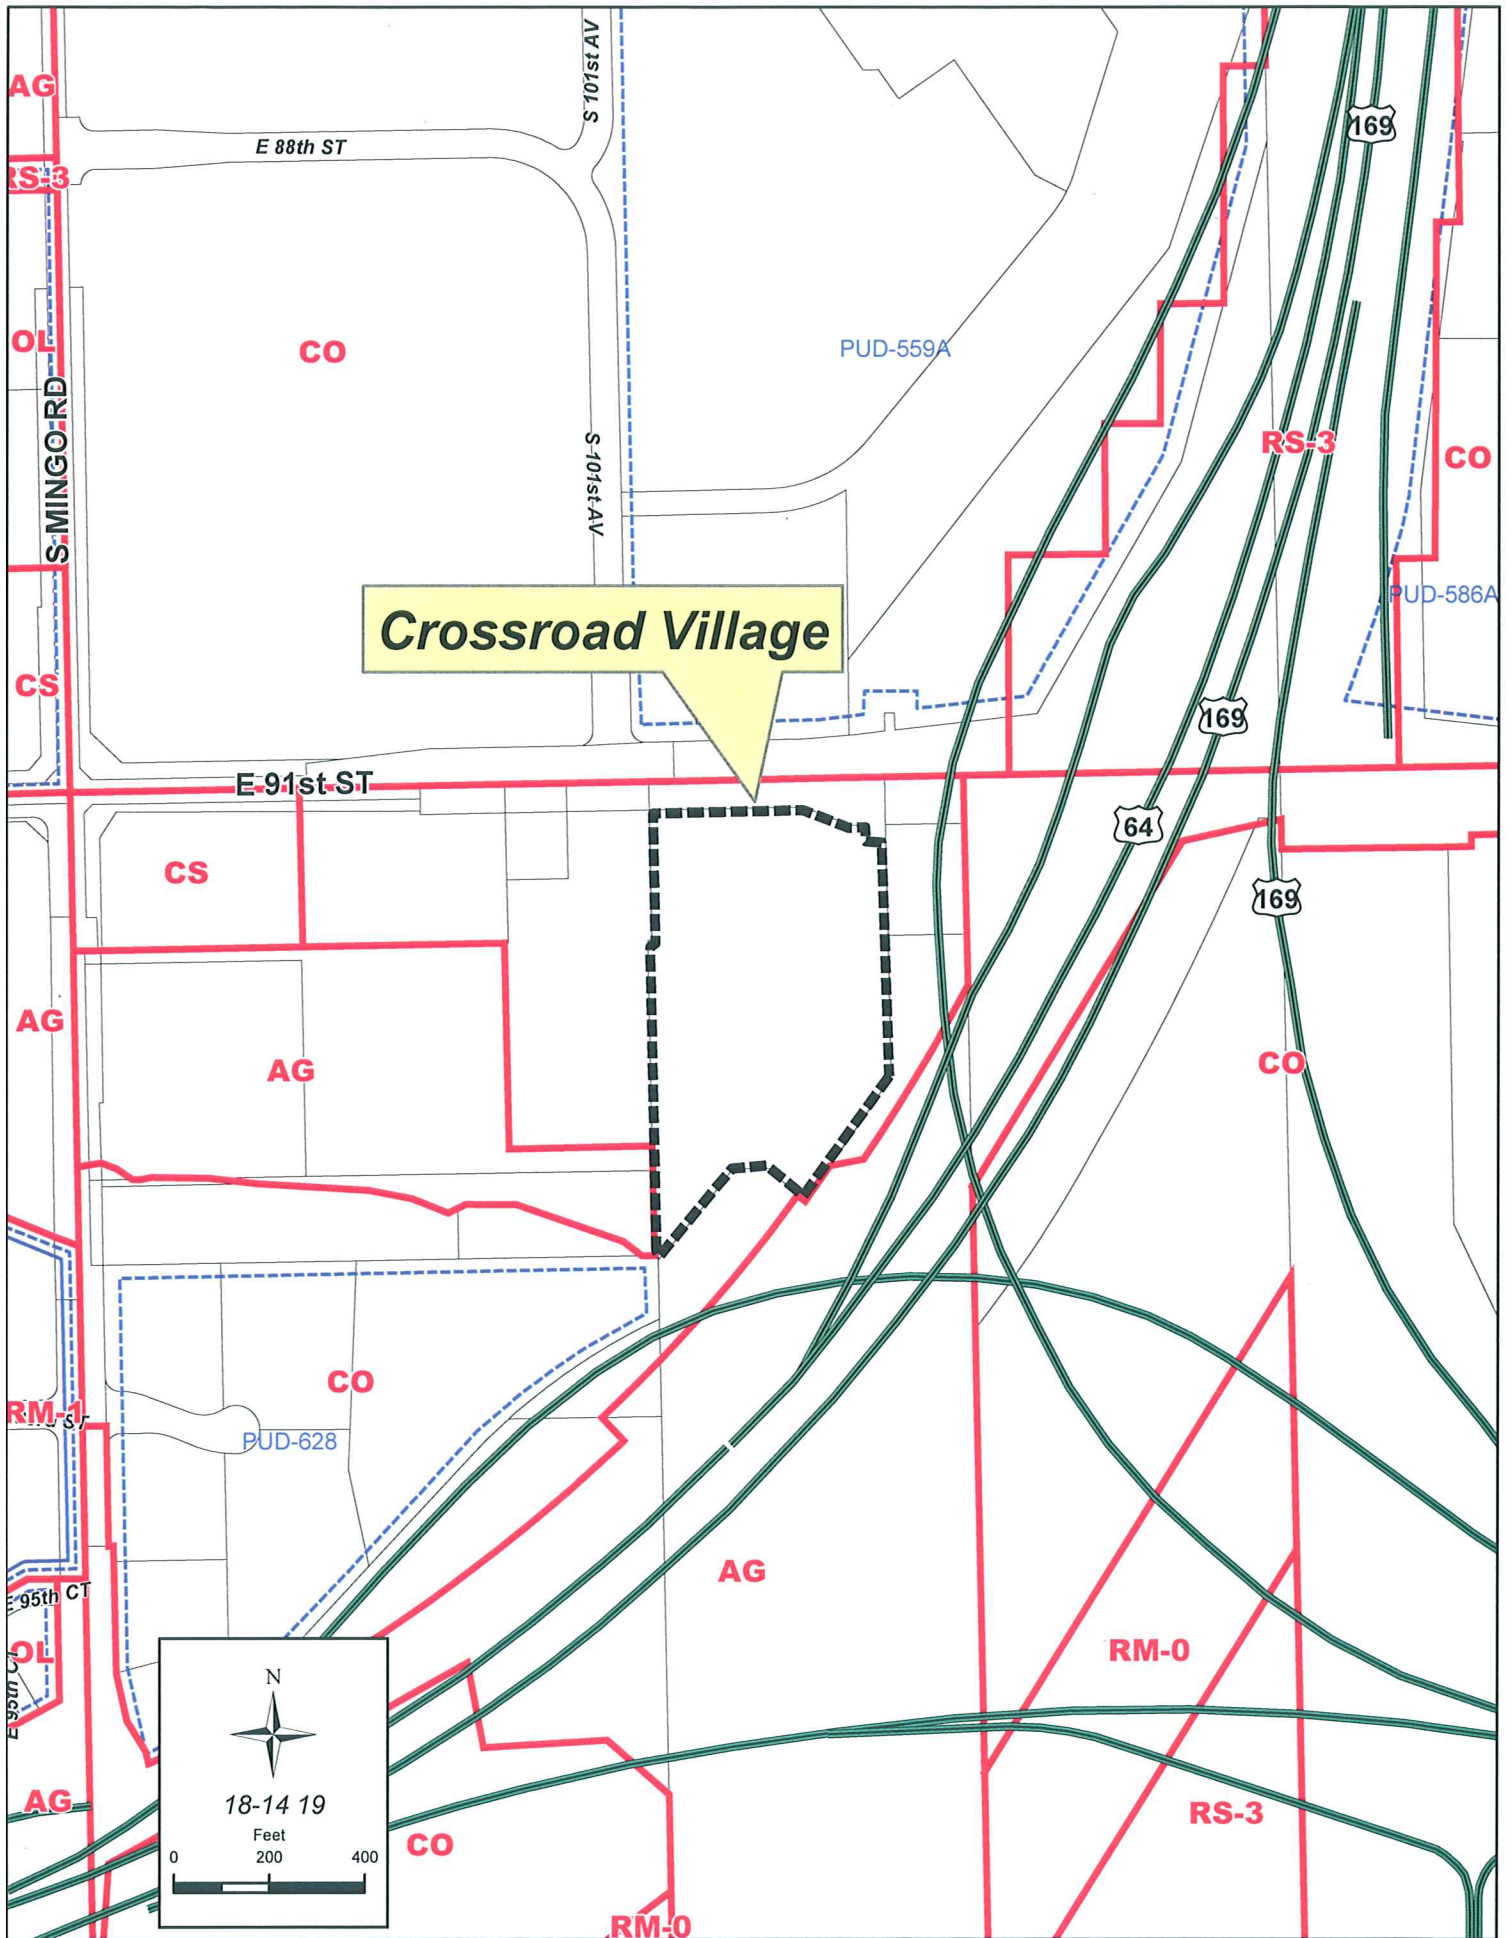 S 101st AV
AG
169
E 88th ST
RS-3
OL
CO
PUD-559A
S MINGO RD
S 101st AV
RS-3
CO
PUD-586A
Crossroad Village
CS
169
E 91st ST
64
CS
169
AG
AG
CO
CO
RM-1
PUD-628
AG
E 95th CT
OL
E 95th CT
RM-0
N
18-14 19
AG
Feet
0 200 400
RS-3
CO
RM-0